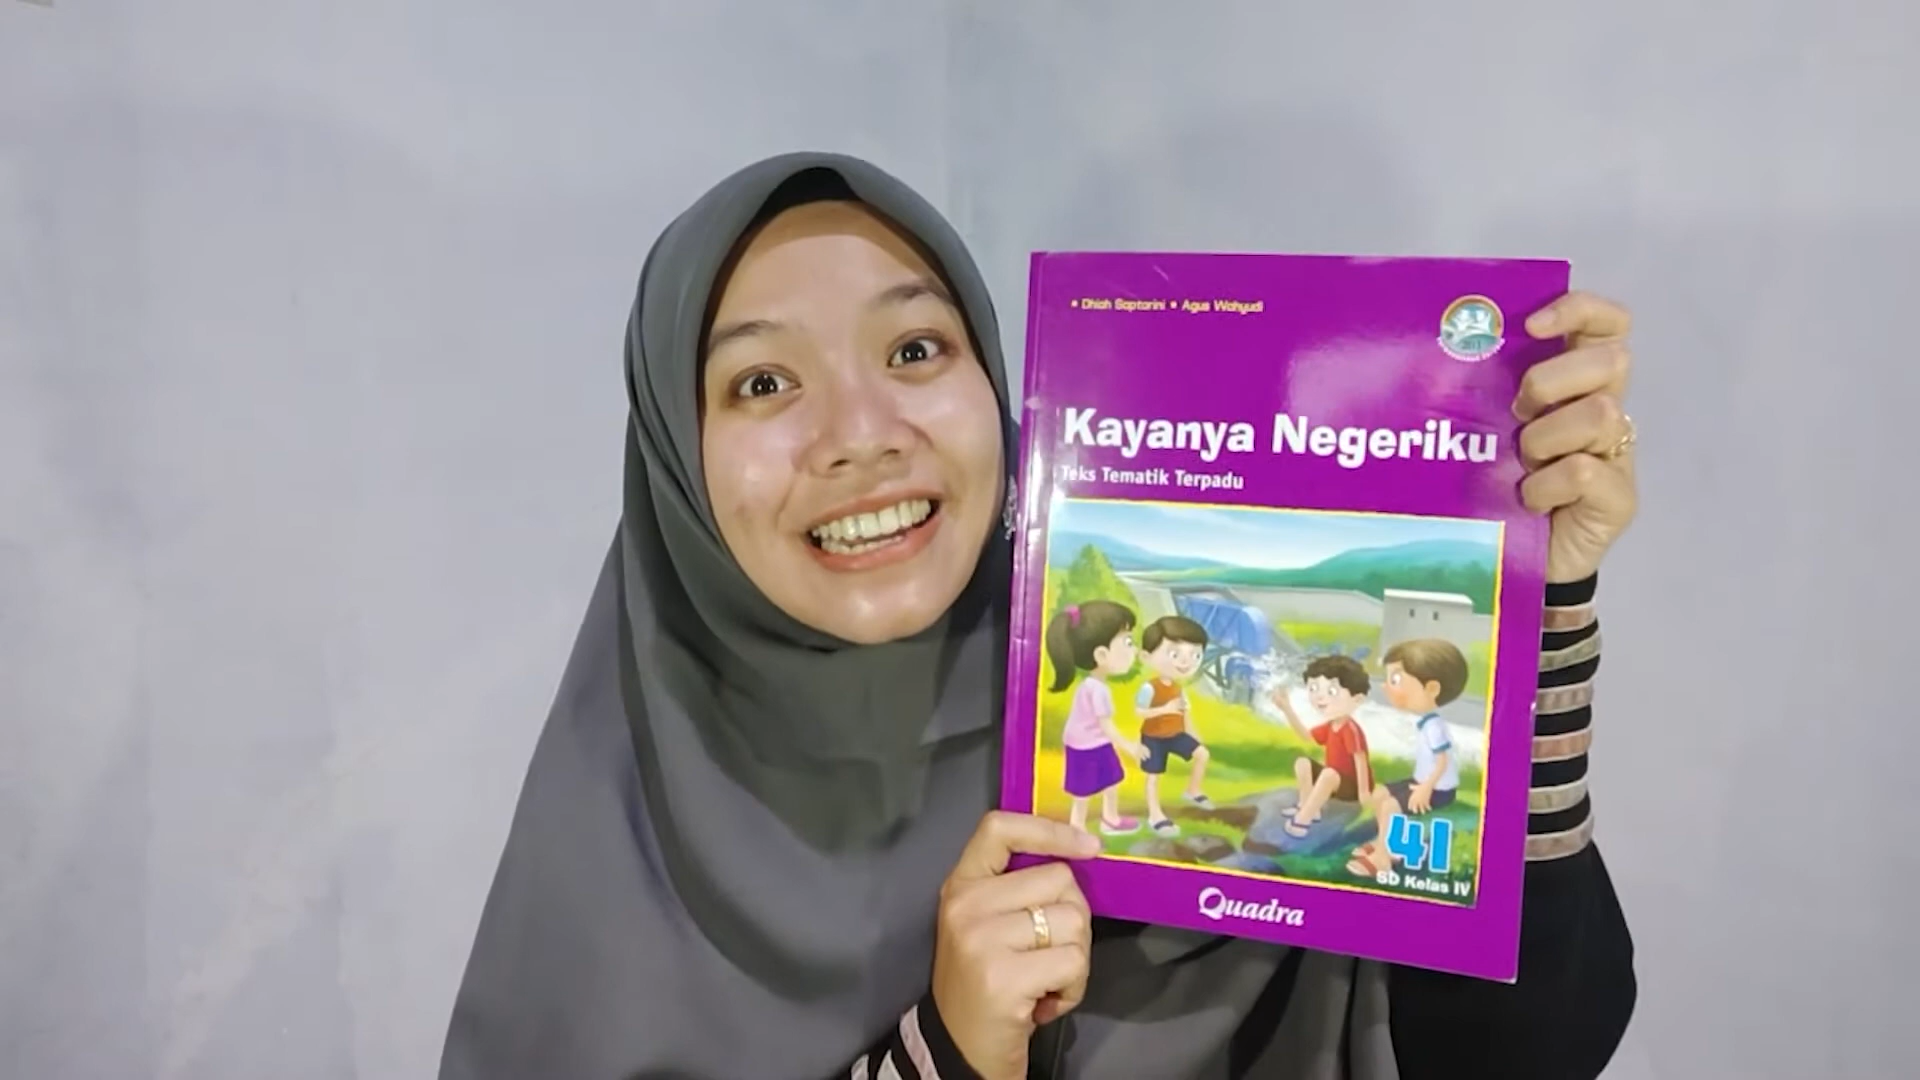 • Dhiah Saptarini • Agus Wahyudi
Kayanya Negeriku
Teks Tematik Terpadu
4I
SD Kelas IV
Quadra